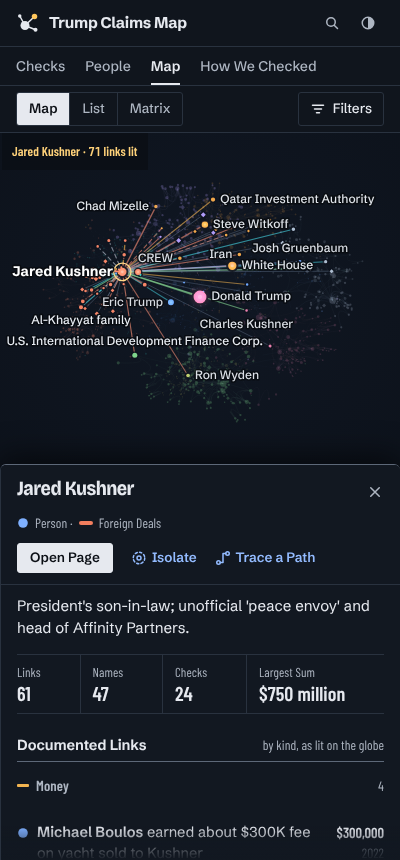 Trump Claims Map
Checks People Map How We Checked
Map List Matrix Filters
Jared Kushner · 71 links lit
Qatar Investment Authority
Chad Mizelle
Steve Witkoff
Josh Gruenbaum
CREW
Iran
White House
Jared Kushner
Eric Trump
Donald Trump
Al-Khayyat family
Charles Kushner
U.S. International Development Finance Corp.
Ron Wyden
Jared Kushner
Person · Foreign Deals
Open Page Isolate Trace a Path
President's son-in-law; unofficial 'peace envoy' and
head of Affinity Partners.
Links Names Checks Largest Sum
61 47 24 $750 million
Documented Links by kind, as lit on the globe
Money 4
Michael Boulos earned about $300K fee $300,000
on yacht sold to Kushner 2022